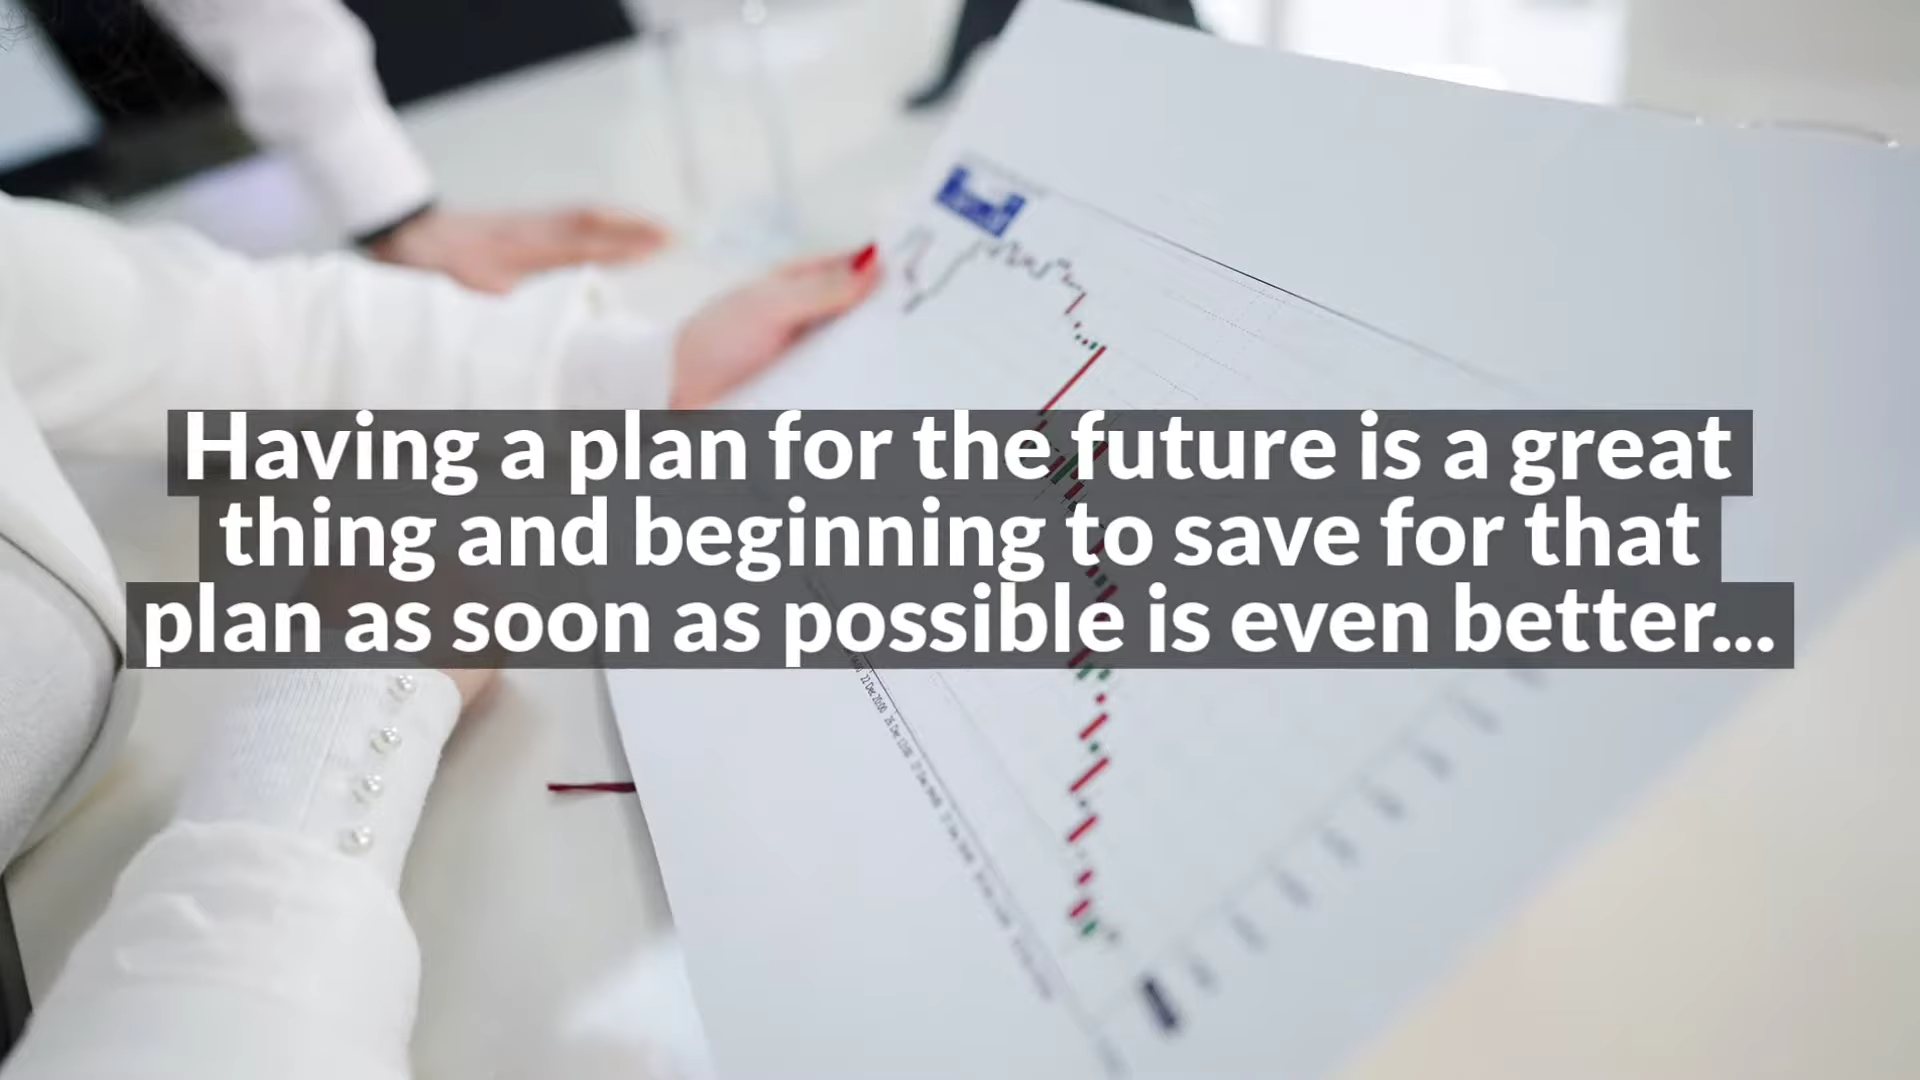 Having a plan for the future is a great
thing and beginning to save for that
plan as soon as possible is even better...